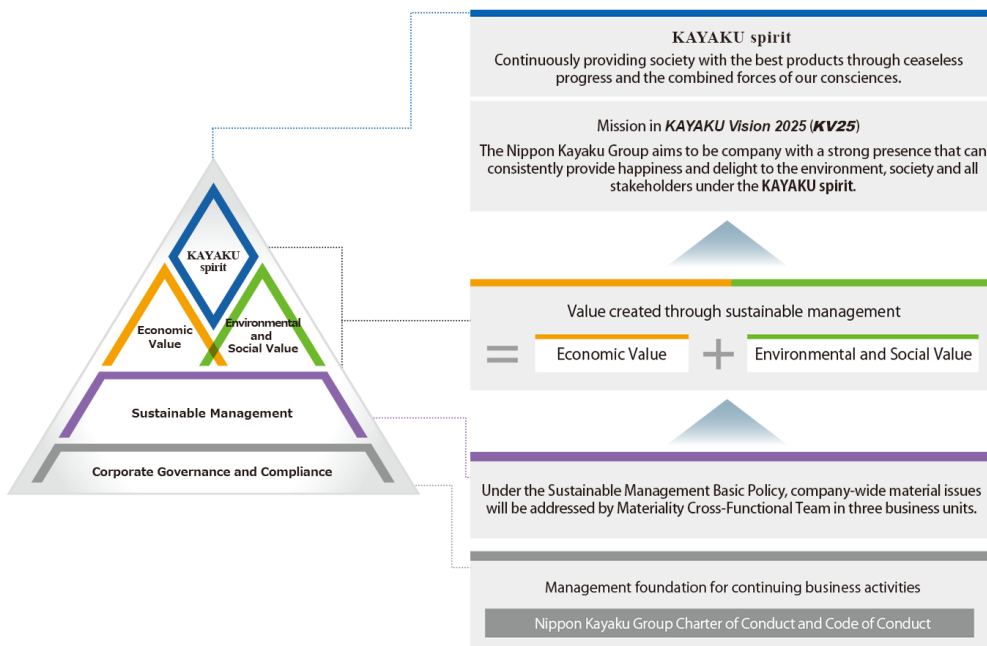 KAYAKU spirit
Continuously providing society with the best products through ceaseless
progress and the combined forces of our consciences.
Mission in KAYAKU Vision 2025 (KV25)
The Nippon Kayaku Group aims to be company with a strong presence that can
consistently provide happiness and delight to the environment, society and all
stakeholders under the KAYAKU spirit.
KAYAKU
spirit
Economic
Value
Environmental
and
Social Value
Sustainable Management
Corporate Governance and Compliance
Value created through sustainable management
= Economic Value + Environmental and Social Value
Under the Sustainable Management Basic Policy, company-wide material issues
will be addressed by Materiality Cross-Functional Team in three business units.
Management foundation for continuing business activities
Nippon Kayaku Group Charter of Conduct and Code of Conduct